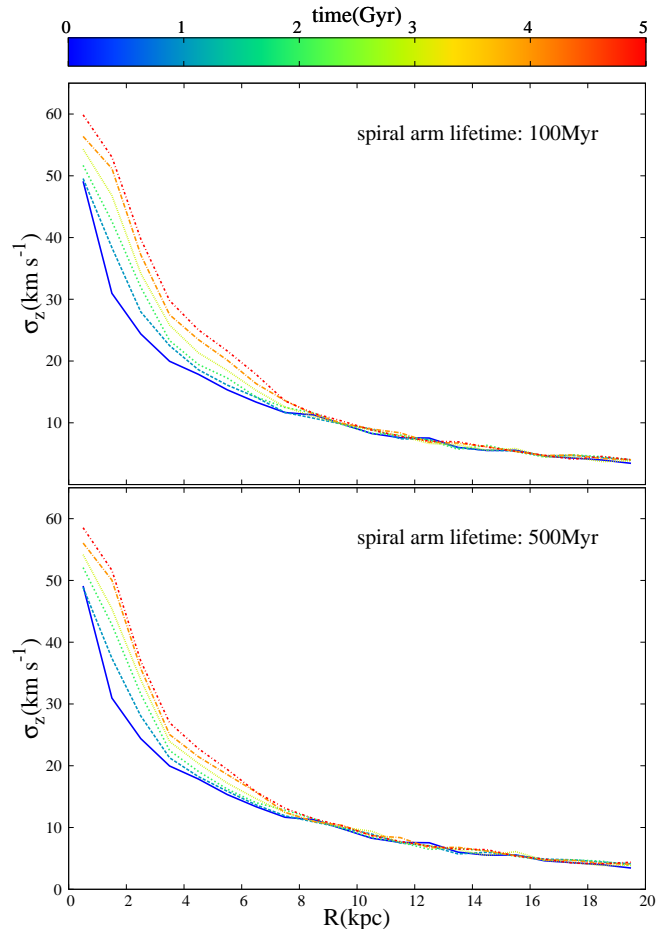 time(Gyr)
0 1 2 3 4 5
60
50
40
30
20
10
σz(km s⁻¹)
spiral arm lifetime: 100Myr
60
50
40
30
20
10
0
σz(km s⁻¹)
spiral arm lifetime: 500Myr
0 2 4 6 8 10 12 14 16 18 20
R(kpc)